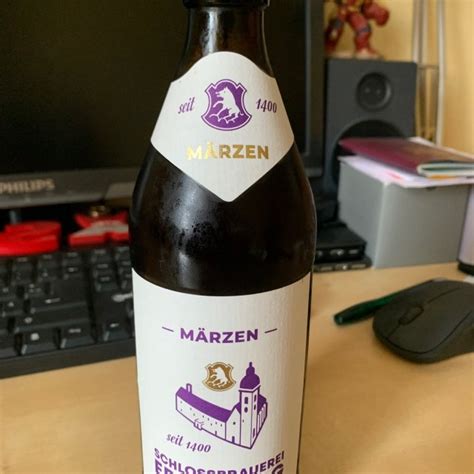 seit 1400
MÄRZEN
PHILIPS
— MÄRZEN —
seit 1400
SCHLOSSBRAUEREI